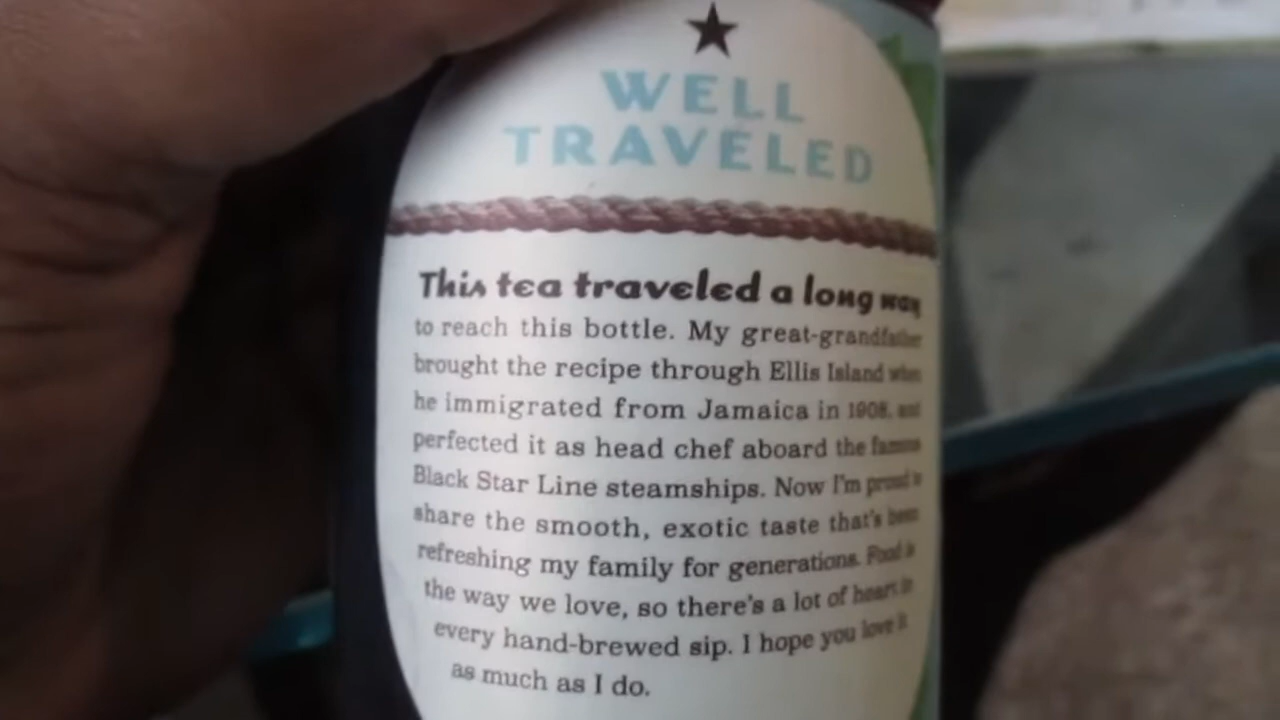 WELL
TRAVELED
This tea traveled a long way
to reach this bottle. My great-grandfather
brought the recipe through Ellis Island when
he immigrated from Jamaica in 1908, and
perfected it as head chef aboard the famous
Black Star Line steamships. Now I'm proud to
share the smooth, exotic taste that's been
refreshing my family for generations. Food is
the way we love, so there's a lot of heart in
every hand-brewed sip. I hope you love it
as much as I do.